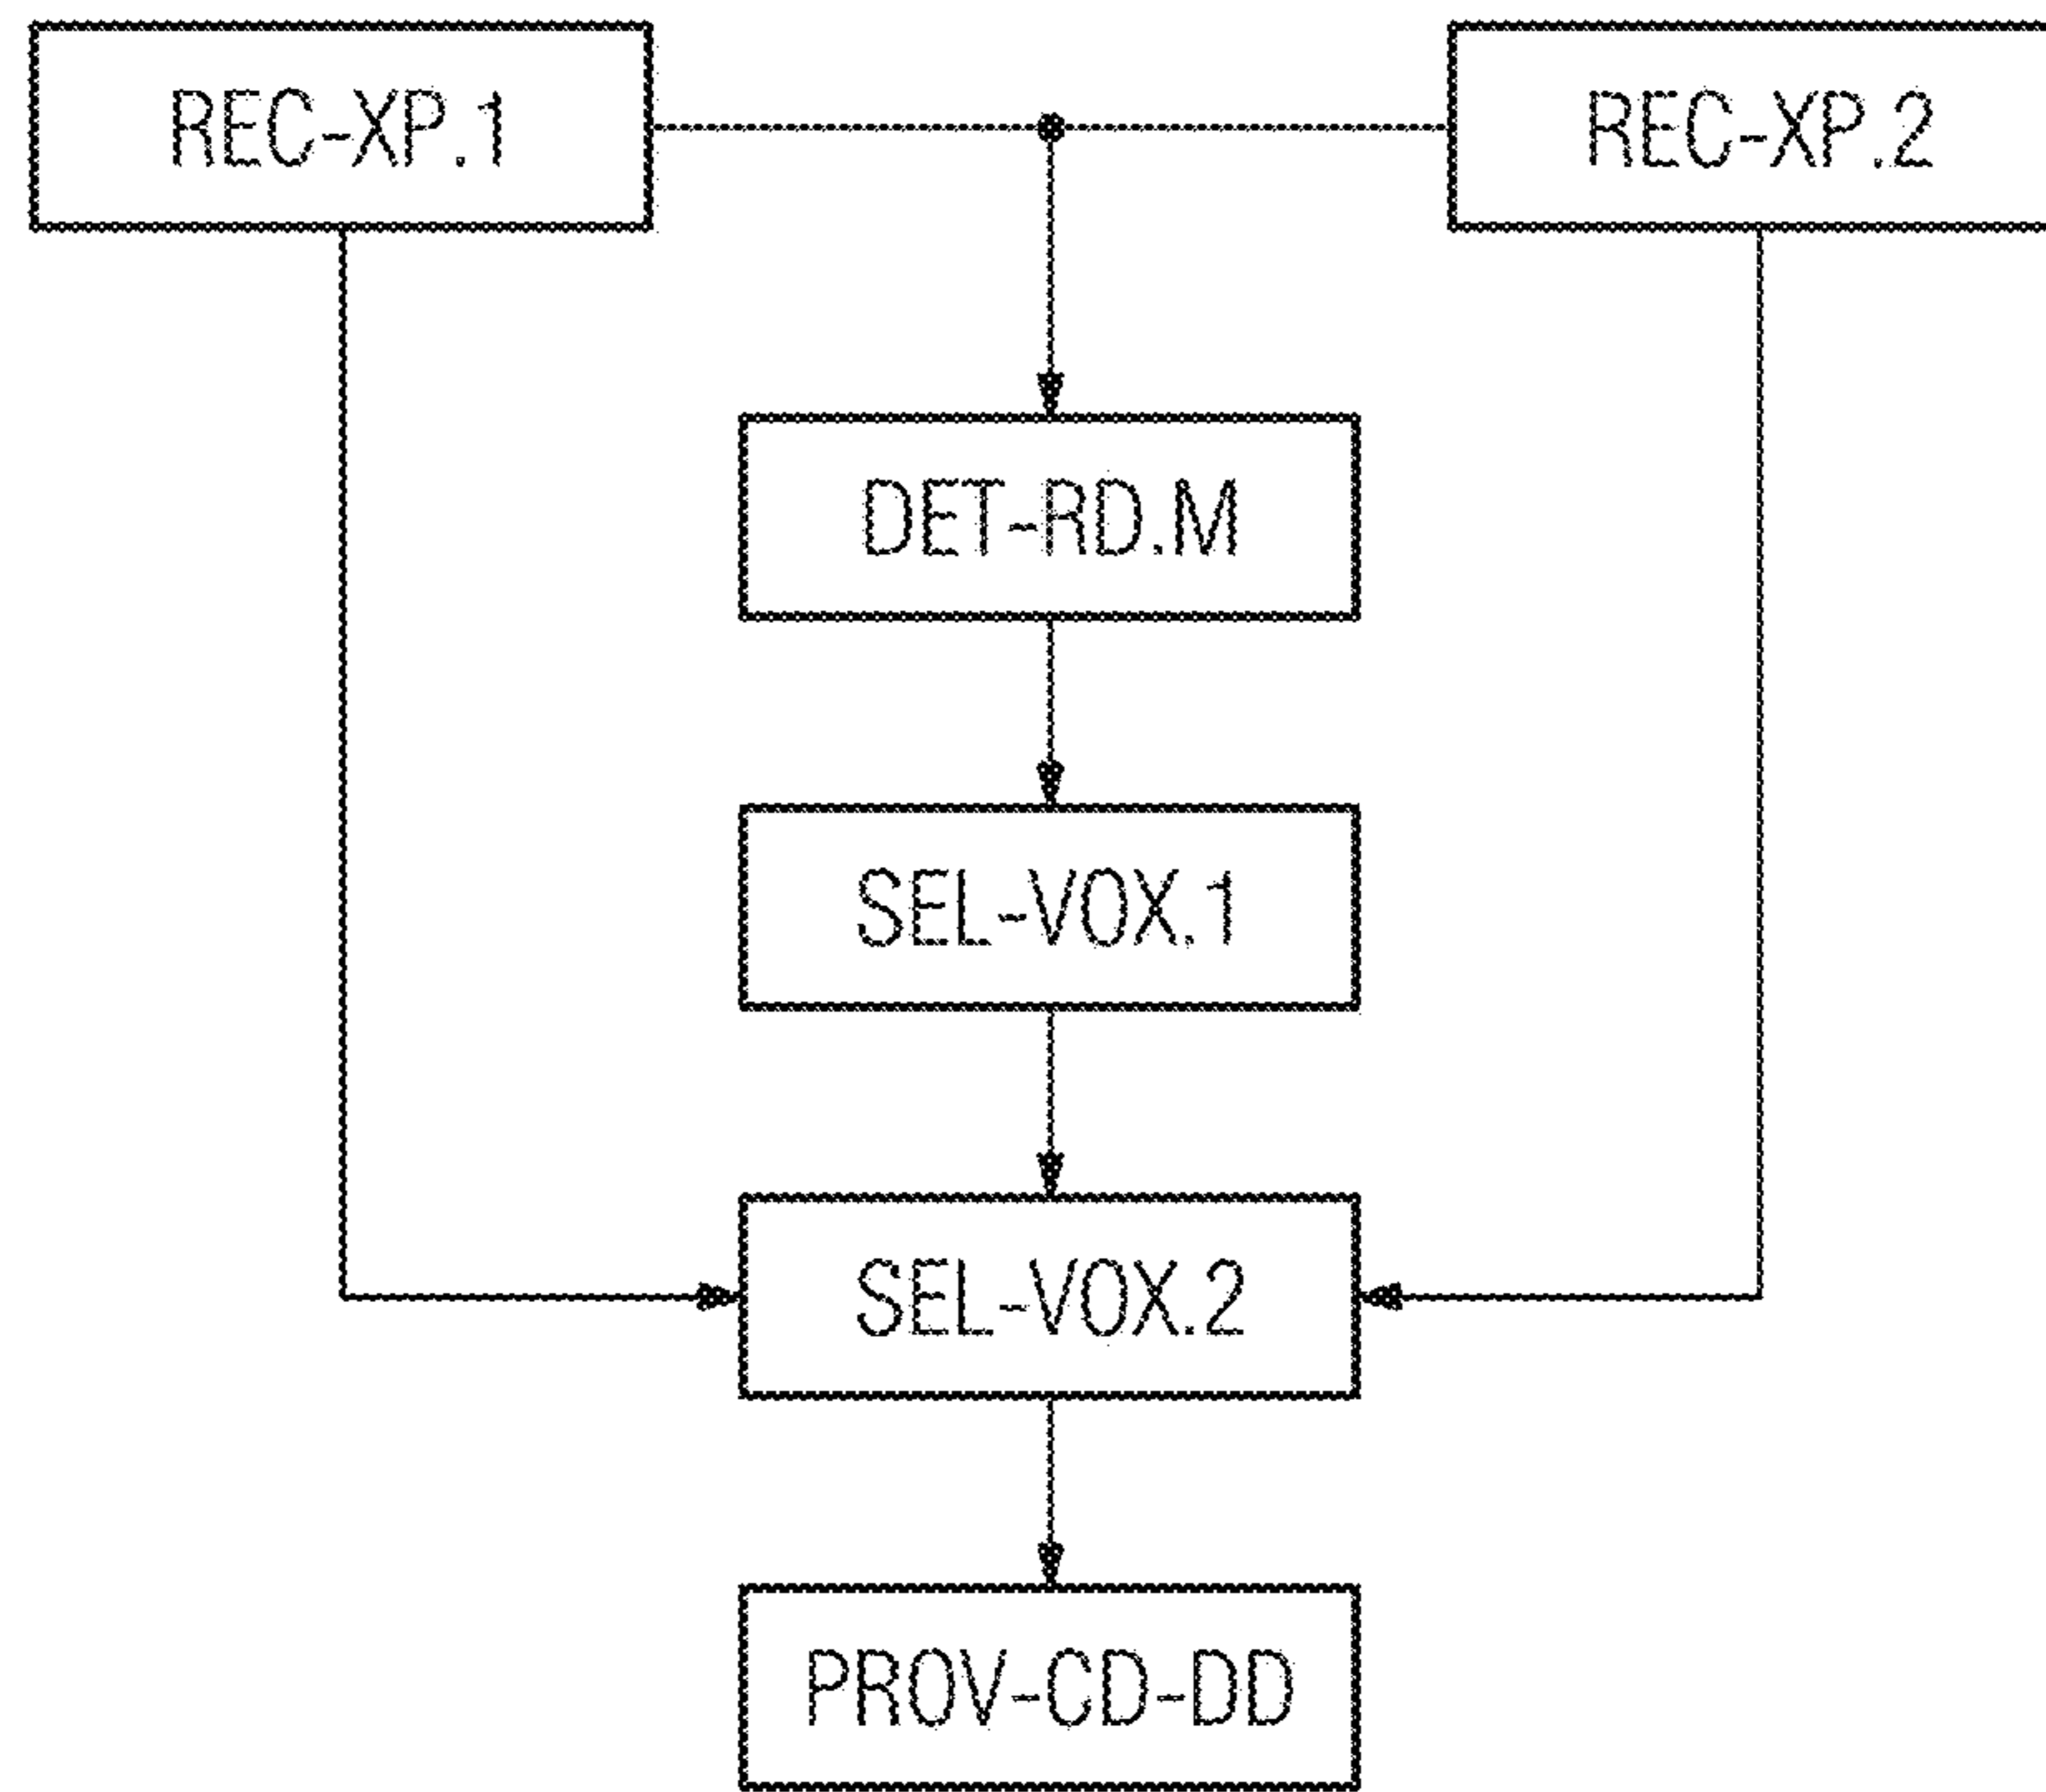 REC-XP.1
REC-XP.2
DET-RD.M
SEL-VOX.1
SEL-VOX.2
PROV-CD-DD